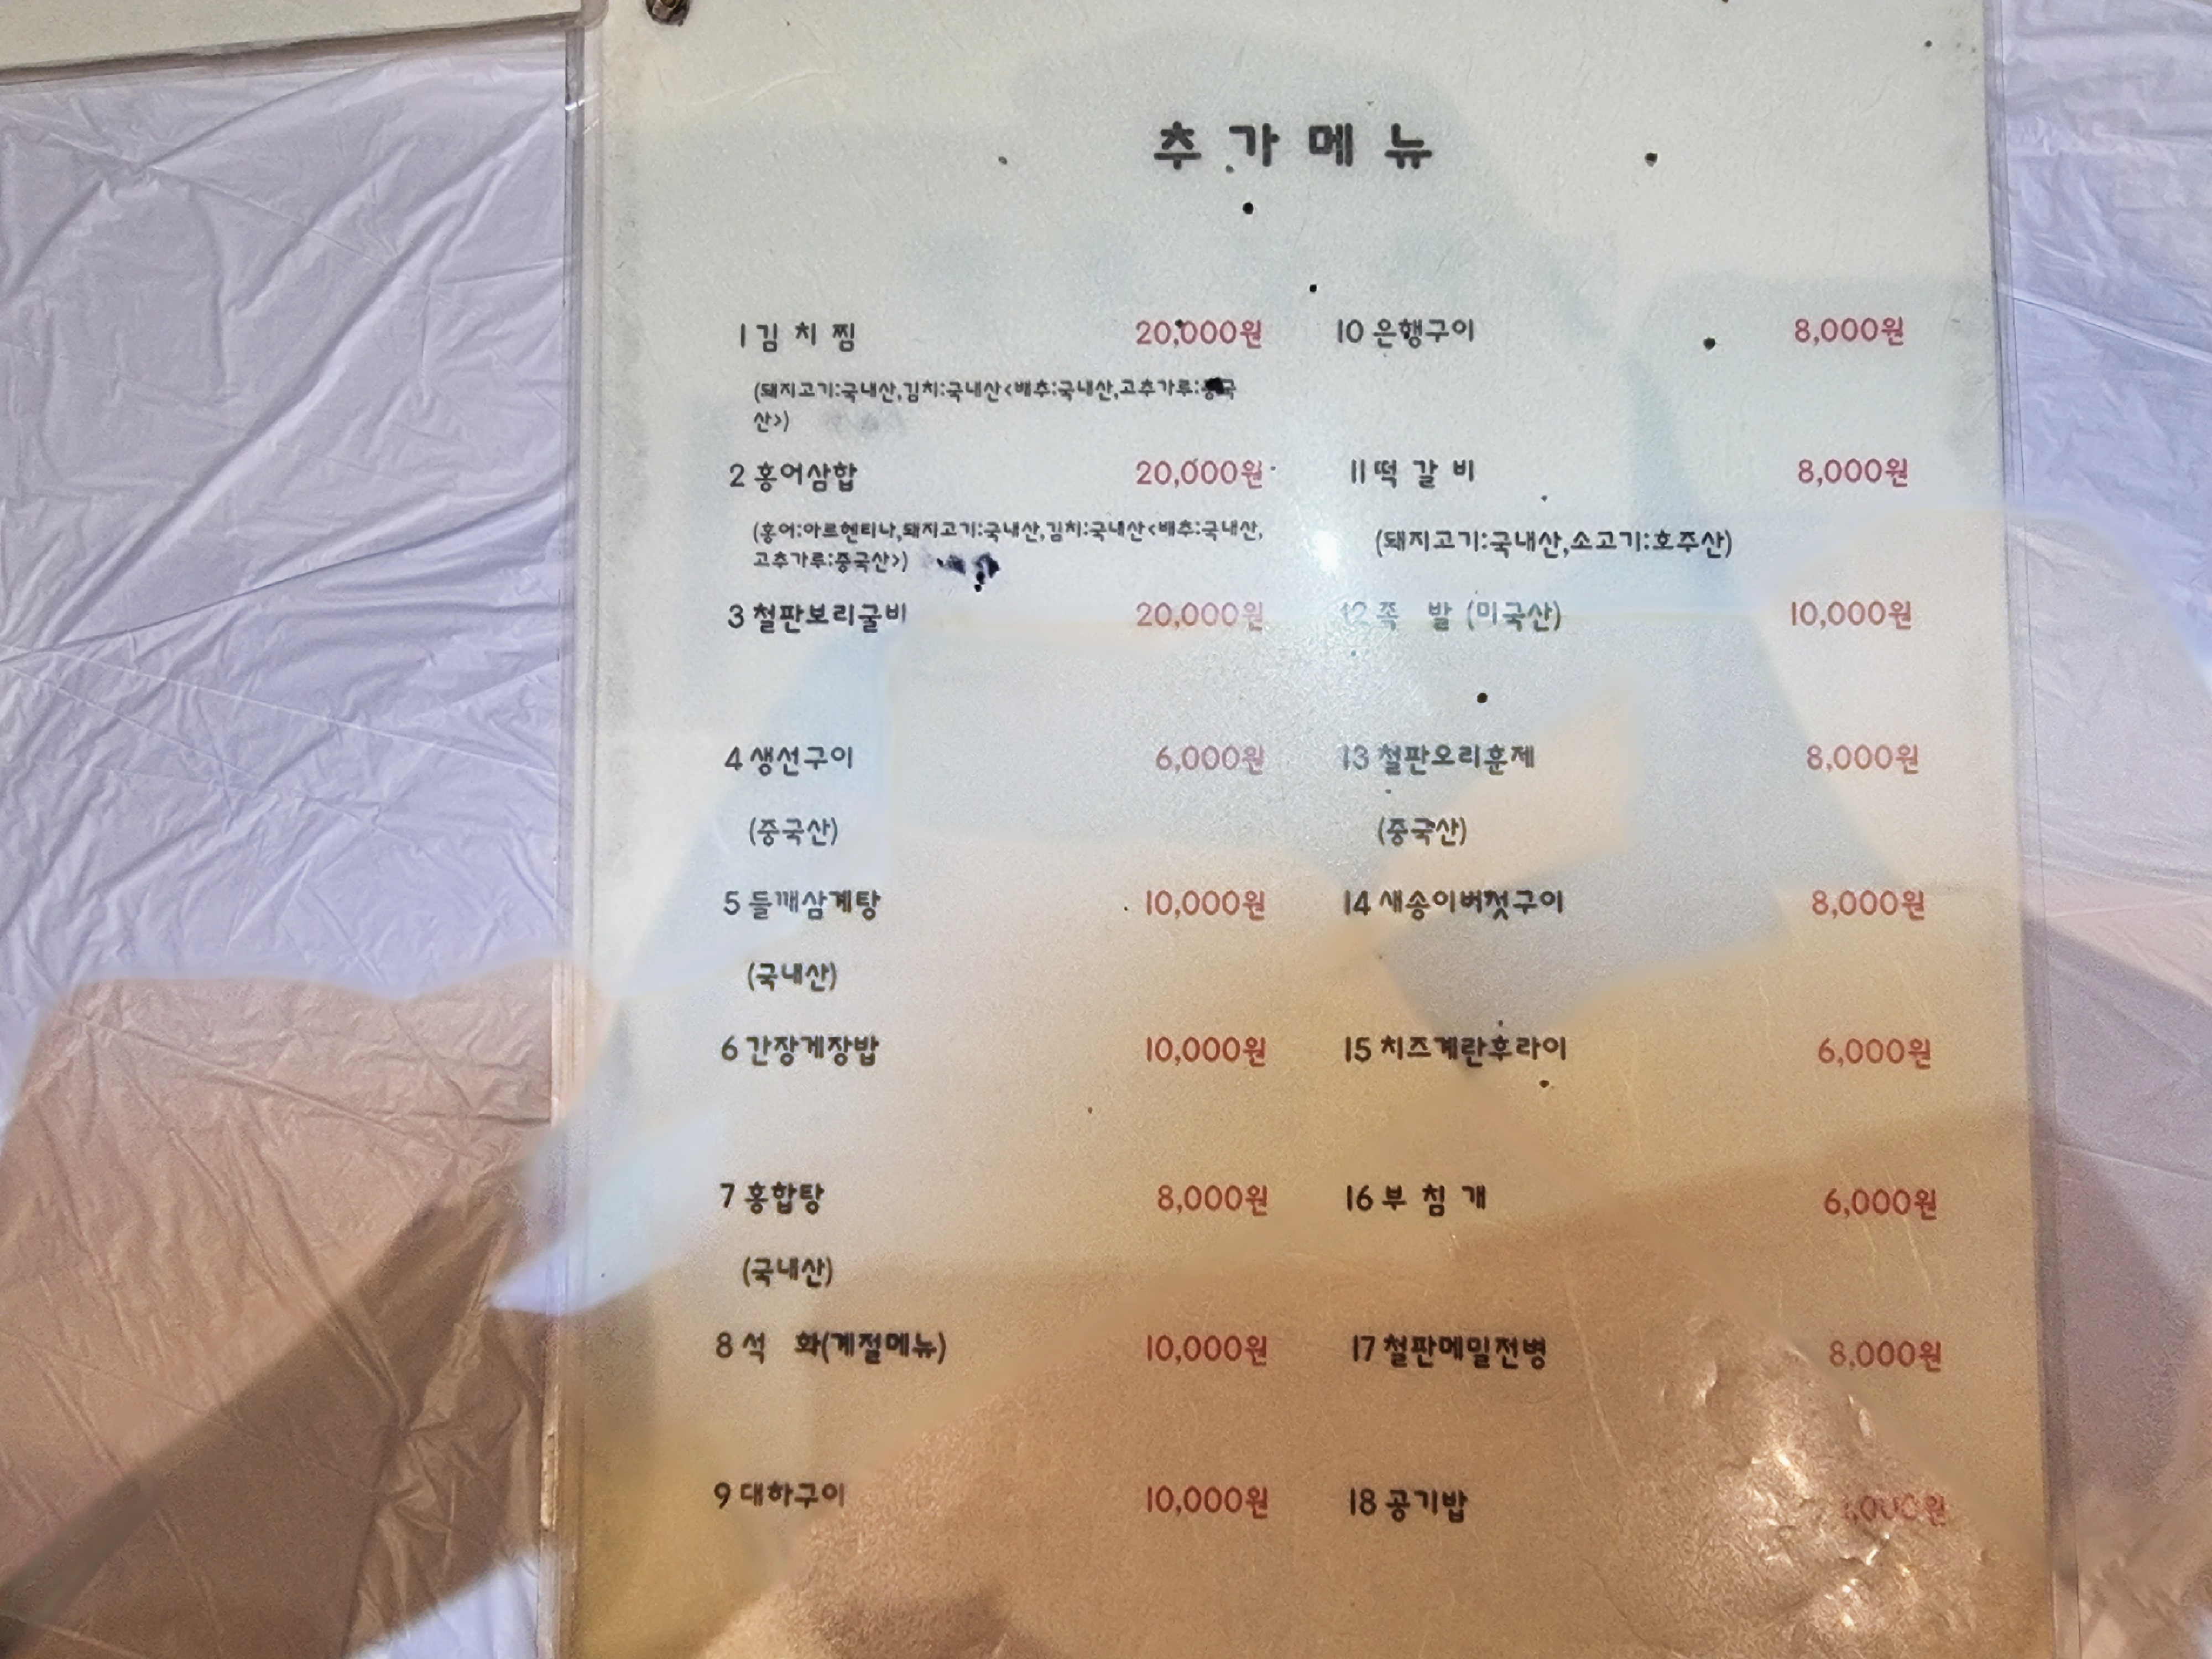 추가메뉴
1 김 치 찜 20,000원
(돼지고기:국내산,김치:국내산<배추:국내산,고추가루:중국
산>)
2 홍어삼합 20,000원
(홍어:아르헨티나,돼지고기:국내산,김치:국내산<배추:국내산,
고추가루:중국산>)
3 철판보리굴비 20,000원
4 생선구이 6,000원
(중국산)
5 들깨삼계탕 10,000원
(국내산)
6 간장게장밥 10,000원
7 홍합탕 8,000원
(국내산)
8 석 화(계절메뉴) 10,000원
9 대하구이 10,000원
10 은행구이 8,000원
11 떡 갈 비 8,000원
(돼지고기:국내산,소고기:호주산)
12 족 발 (미국산) 10,000원
13 철판오리훈제 8,000원
(중국산)
14 새송이버섯구이 8,000원
15 치즈계란후라이 6,000원
16 부 침 개 6,000원
17 철판메밀전병 8,000원
18 공기밥